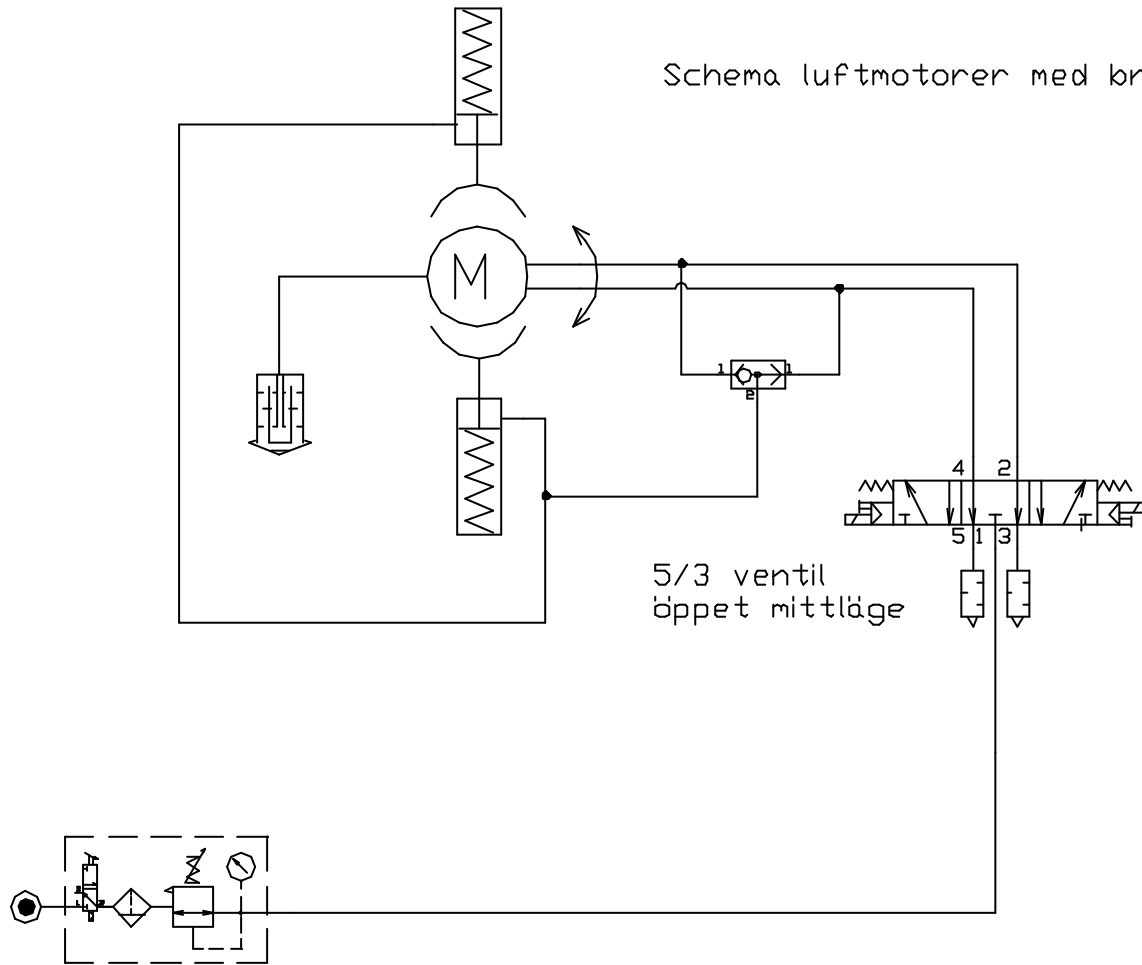 Schema luftmotorer med br
M
1 1
2
4 2
5 1 3
5/3 ventil
öppet mittläge